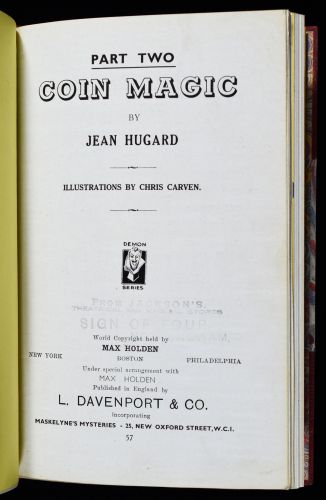 PART TWO
COIN MAGIC
BY
JEAN HUGARD
ILLUSTRATIONS BY CHRIS CARVEN.
DEMON
SERIES
FROM JACKSON'S,
SIGN OF FOUR
World Copyright held by
MAX HOLDEN
NEW YORK BOSTON PHILADELPHIA
Under special arrangement with
MAX HOLDEN
Published in England by
L. DAVENPORT & CO.
Incorporating
MASKELYNE'S MYSTERIES - 25, NEW OXFORD STREET, W.C.1.
57